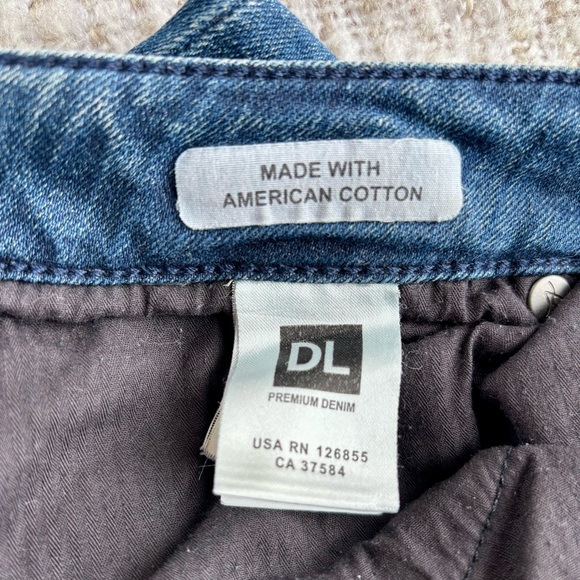 MADE WITH
AMERICAN COTTON
DL
PREMIUM DENIM
USA RN 126855
CA 37584